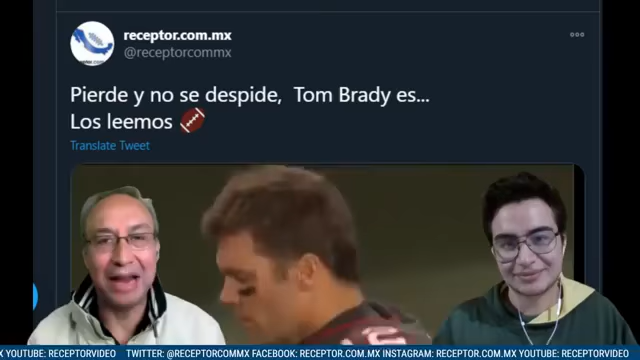 receptor.com.mx
@receptorcommx
Pierde y no se despide, Tom Brady es...
Los leemos 🏈
Translate Tweet
X YOUTUBE: RECEPTORVIDEO TWITTER: @RECEPTORCOMMX FACEBOOK: RECEPTOR.COM.MX INSTAGRAM: RECEPTOR.COM.MX YOUTUBE: RECEPTORVIDEO